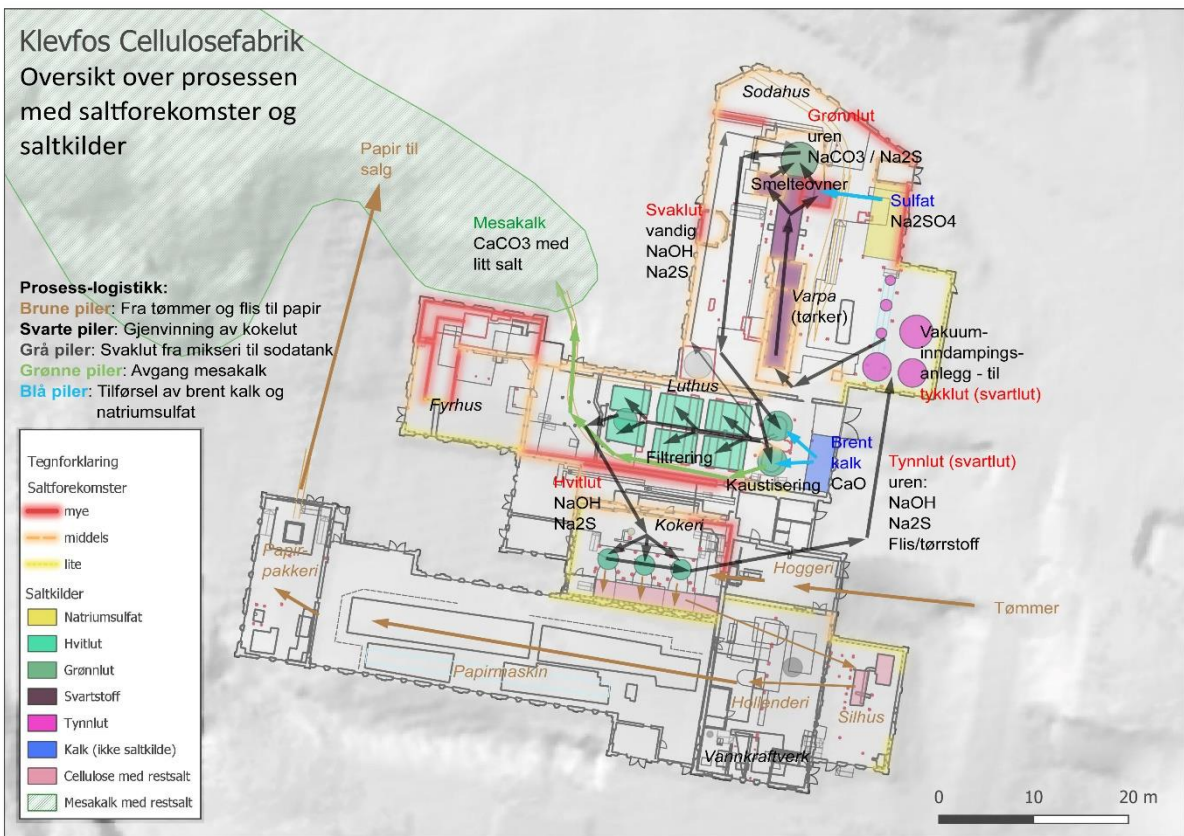 Klevfos Cellulosefabrik
Oversikt over prosessen
med saltforekomster og
saltkilder
Papir til
salg
Prosess-logistikk:
Brune piler: Fra tømmer og flis til papir
Svarte piler: Gjenvinning av kokelut
Grå piler: Svaklut fra mikseri til sodatank
Grønne piler: Avgang mesakalk
Blå piler: Tilførsel av brent kalk og
natriumsulfat
Mesakalk
CaCO3 med
litt salt
Sodahus
Grønnlut
uren
NaCO3 / Na2S
Smelteovner
Sulfat
Na2SO4
Svaklut
vandig
NaOH
Na2S
Varpa
(tørker)
Vakuum-
inndampings-
anlegg - til
tykklut (svartlut)
Luthus
Fyrhus
Filtrering
Kaustisering
Brent
kalk
CaO
Tynnlut (svartlut)
uren:
NaOH
Na2S
Flis/tørrstoff
Hvitlut
NaOH
Na2S
Kokeri
Hoggeri
Tømmer
Papir-
pakkeri
Papirmaskin
Hollenderi
Silhus
Vannkraftverk
Tegnforklaring
Saltforekomster
mye
middels
lite
Saltkilder
Natriumsulfat
Hvitlut
Grønnlut
Svartstoff
Tynnlut
Kalk (ikke saltkilde)
Cellulose med restsalt
Mesakalk med restsalt
0 10 20 m